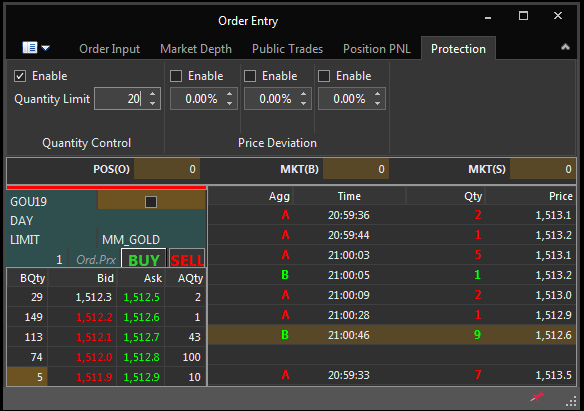 Order Entry
Order Input Market Depth Public Trades Position PNL Protection
Enable Enable Enable Enable
Quantity Limit 20 0.00% 0.00% 0.00%
Quantity Control Price Deviation
POS(O) 0 MKT(B) 0 MKT(S) 0
GOU19
DAY
LIMIT MM_GOLD
1 Ord.Prx BUY SELL
BQty Bid Ask AQty
29 1,512.3 1,512.5 2
149 1,512.2 1,512.6 1
113 1,512.1 1,512.7 43
74 1,512.0 1,512.8 100
5 1,511.9 1,512.9 10
Agg Time Qty Price
A 20:59:36 2 1,513.1
A 20:59:44 1 1,513.2
A 21:00:03 5 1,513.1
B 21:00:05 1 1,513.2
A 21:00:09 2 1,513.0
A 21:00:28 1 1,512.9
B 21:00:46 9 1,512.6
A 20:59:33 7 1,513.5